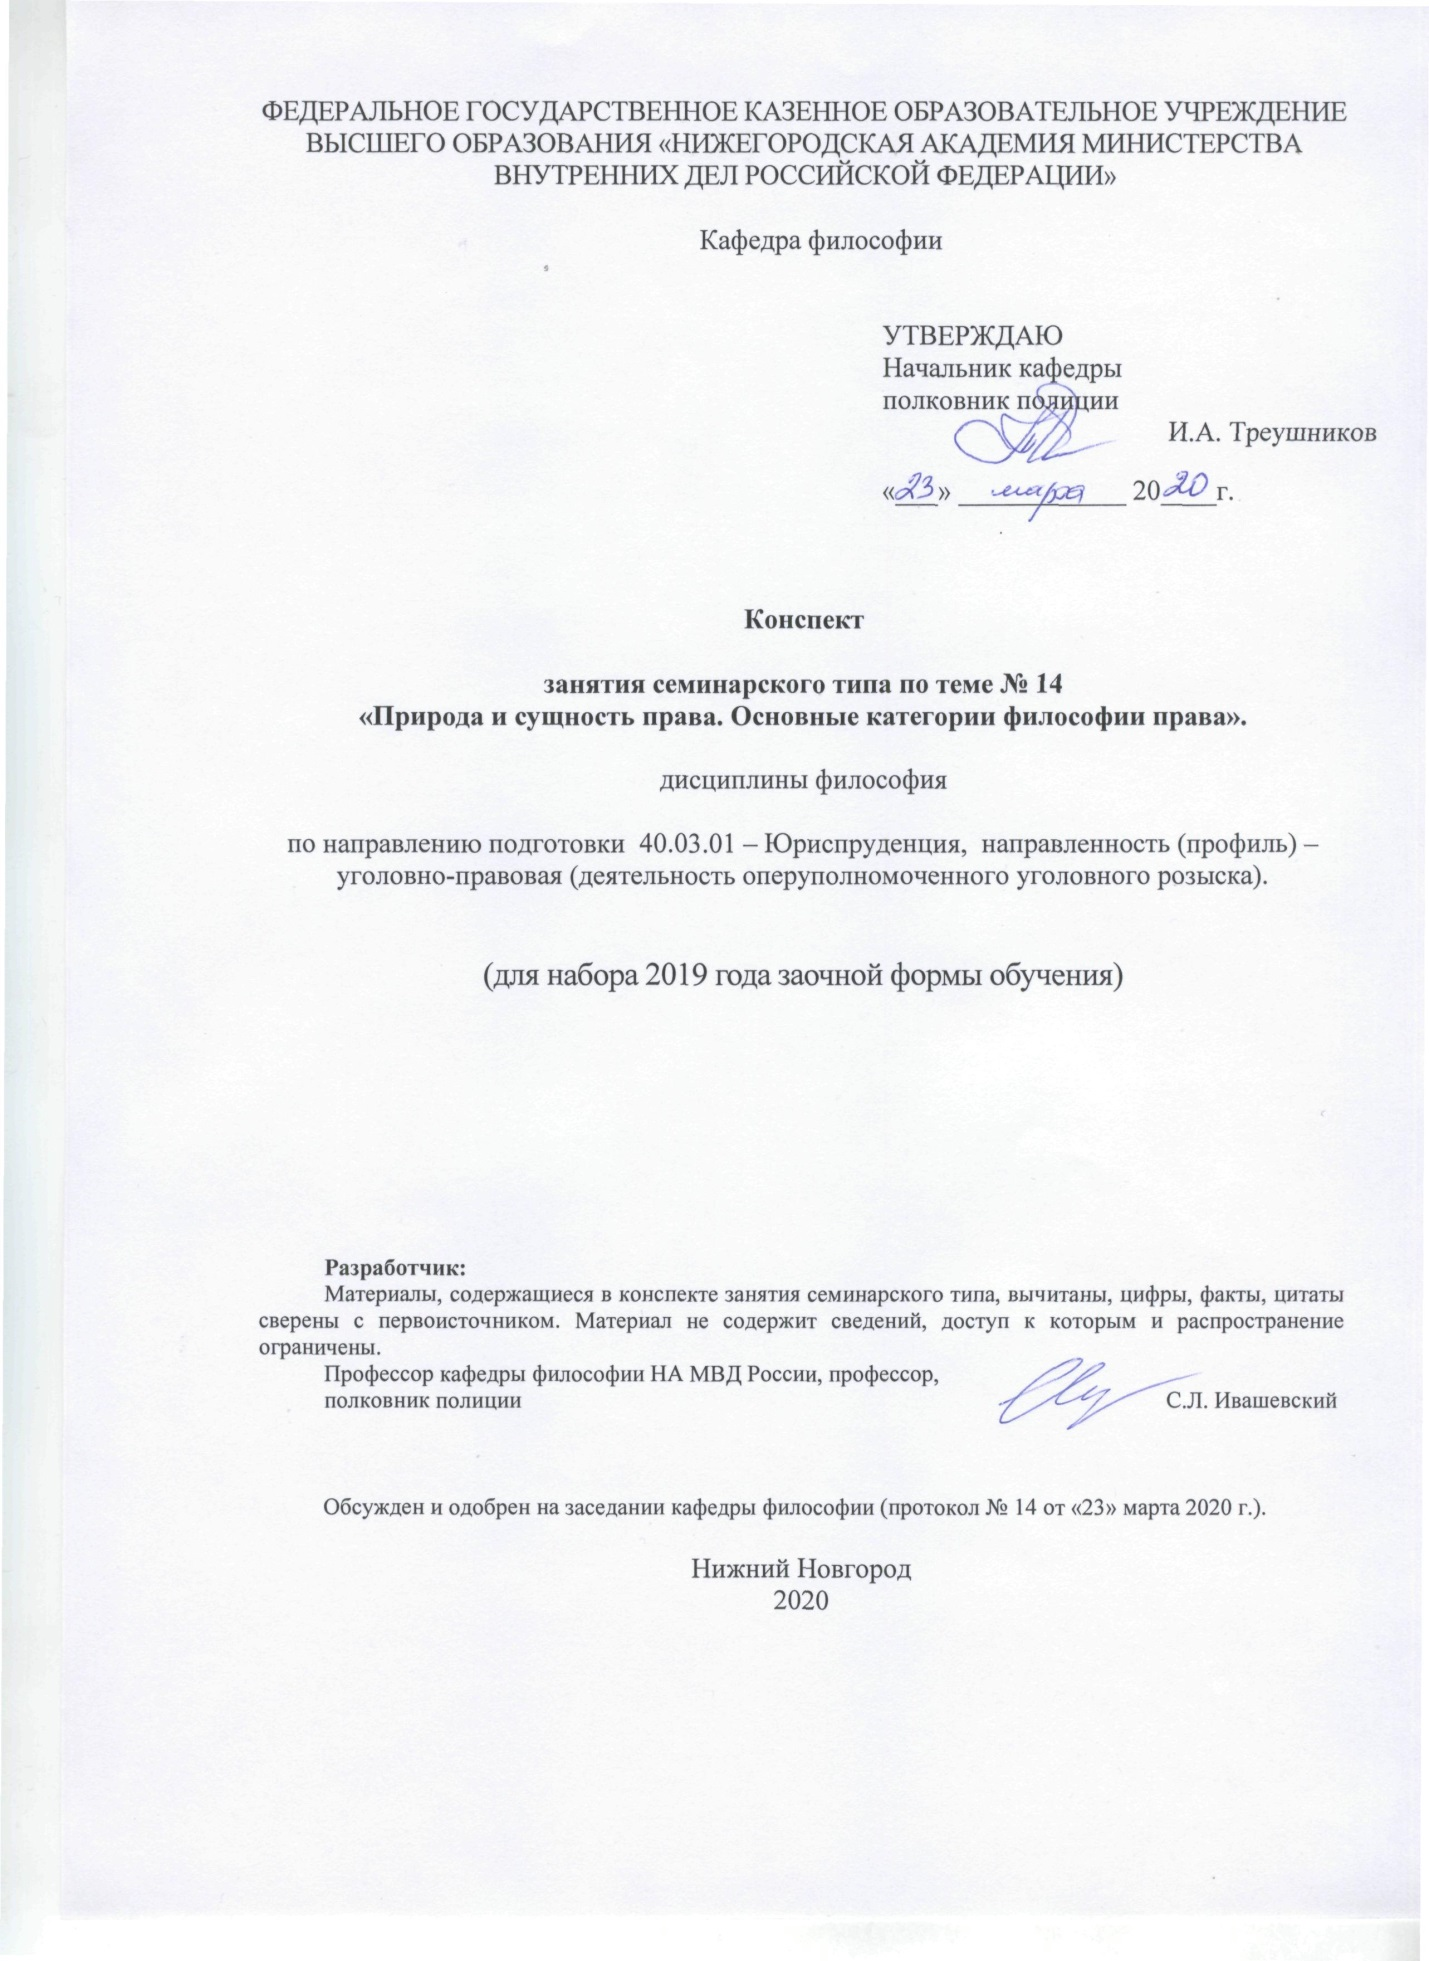 ФЕДЕРАЛЬНОЕ ГОСУДАРСТВЕННОЕ КАЗЕННОЕ ОБРАЗОВАТЕЛЬНОЕ УЧРЕЖДЕНИЕ
ВЫСШЕГО ОБРАЗОВАНИЯ «НИЖЕГОРОДСКАЯ АКАДЕМИЯ МИНИСТЕРСТВА
ВНУТРЕННИХ ДЕЛ РОССИЙСКОЙ ФЕДЕРАЦИИ»
Кафедра философии
УТВЕРЖДАЮ
Начальник кафедры
полковник полиции
И.А. Треушников
«23» марта 2020 г.
Конспект
занятия семинарского типа по теме № 14
«Природа и сущность права. Основные категории философии права».
дисциплины философия
по направлению подготовки 40.03.01 – Юриспруденция, направленность (профиль) –
уголовно-правовая (деятельность оперуполномоченного уголовного розыска).
(для набора 2019 года заочной формы обучения)
Разработчик:
Материалы, содержащиеся в конспекте занятия семинарского типа, вычитаны, цифры, факты, цитаты
сверены с первоисточником. Материал не содержит сведений, доступ к которым и распространение
ограничены.
Профессор кафедры философии НА МВД России, профессор,
полковник полиции С.Л. Ивашевский
Обсужден и одобрен на заседании кафедры философии (протокол № 14 от «23» марта 2020 г.).
Нижний Новгород
2020